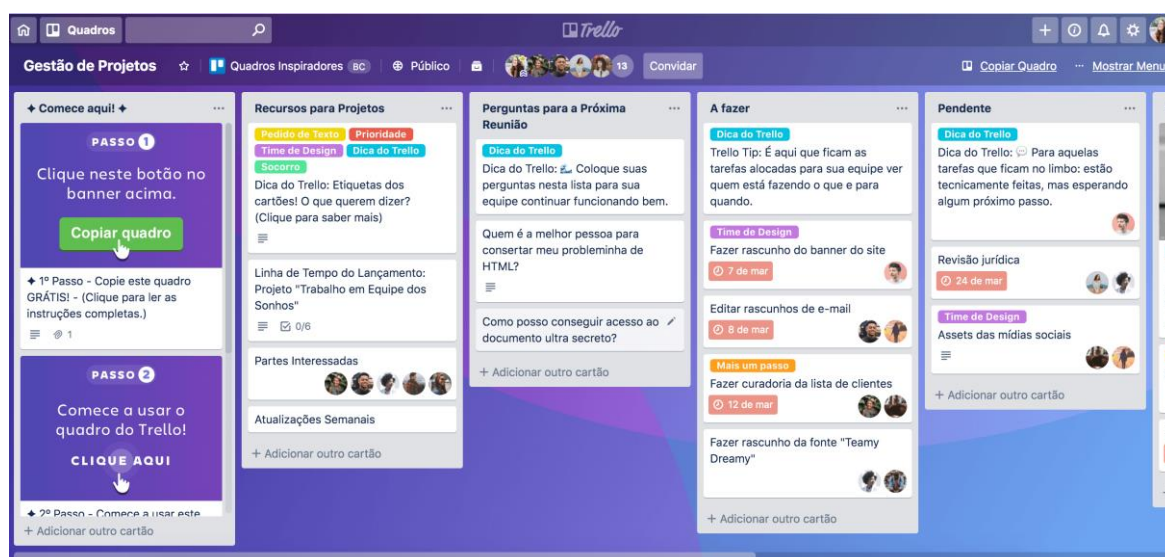 Quadros
Trello
Gestão de Projetos
Quadros Inspiradores BC
Público
13
Convidar
Copiar Quadro
... Mostrar Menu
✦ Comece aqui! ✦ ...
PASSO 1
Clique neste botão no
banner acima.
Copiar quadro
✦ 1º Passo - Copie este quadro
GRÁTIS! - (Clique para ler as
instruções completas.)
1
PASSO 2
Comece a usar o
quadro do Trello!
CLIQUE AQUI
✦ 2º Passo - Comece a usar este
+ Adicionar outro cartão
Recursos para Projetos ...
Pedido de Texto Prioridade
Time de Design Dica do Trello
Socorro
Dica do Trello: Etiquetas dos
cartões! O que querem dizer?
(Clique para saber mais)
Linha de Tempo do Lançamento:
Projeto "Trabalho em Equipe dos
Sonhos"
0/6
Partes Interessadas
Atualizações Semanais
+ Adicionar outro cartão
Perguntas para a Próxima ...
Reunião
Dica do Trello
Dica do Trello: Coloque suas
perguntas nesta lista para sua
equipe continuar funcionando bem.
Quem é a melhor pessoa para
consertar meu probleminha de
HTML?
Como posso conseguir acesso ao
documento ultra secreto?
+ Adicionar outro cartão
A fazer ...
Dica do Trello
Trello Tip: É aqui que ficam as
tarefas alocadas para sua equipe ver
quem está fazendo o que e para
quando.
Time de Design
Fazer rascunho do banner do site
7 de mar
Editar rascunhos de e-mail
8 de mar
Mais um passo
Fazer curadoria da lista de clientes
12 de mar
Fazer rascunho da fonte "Teamy
Dreamy"
+ Adicionar outro cartão
Pendente ...
Dica do Trello
Dica do Trello: 💬 Para aquelas
tarefas que ficam no limbo: estão
tecnicamente feitas, mas esperando
algum próximo passo.
Revisão jurídica
24 de mar
Time de Design
Assets das mídias sociais
+ Adicionar outro cartão